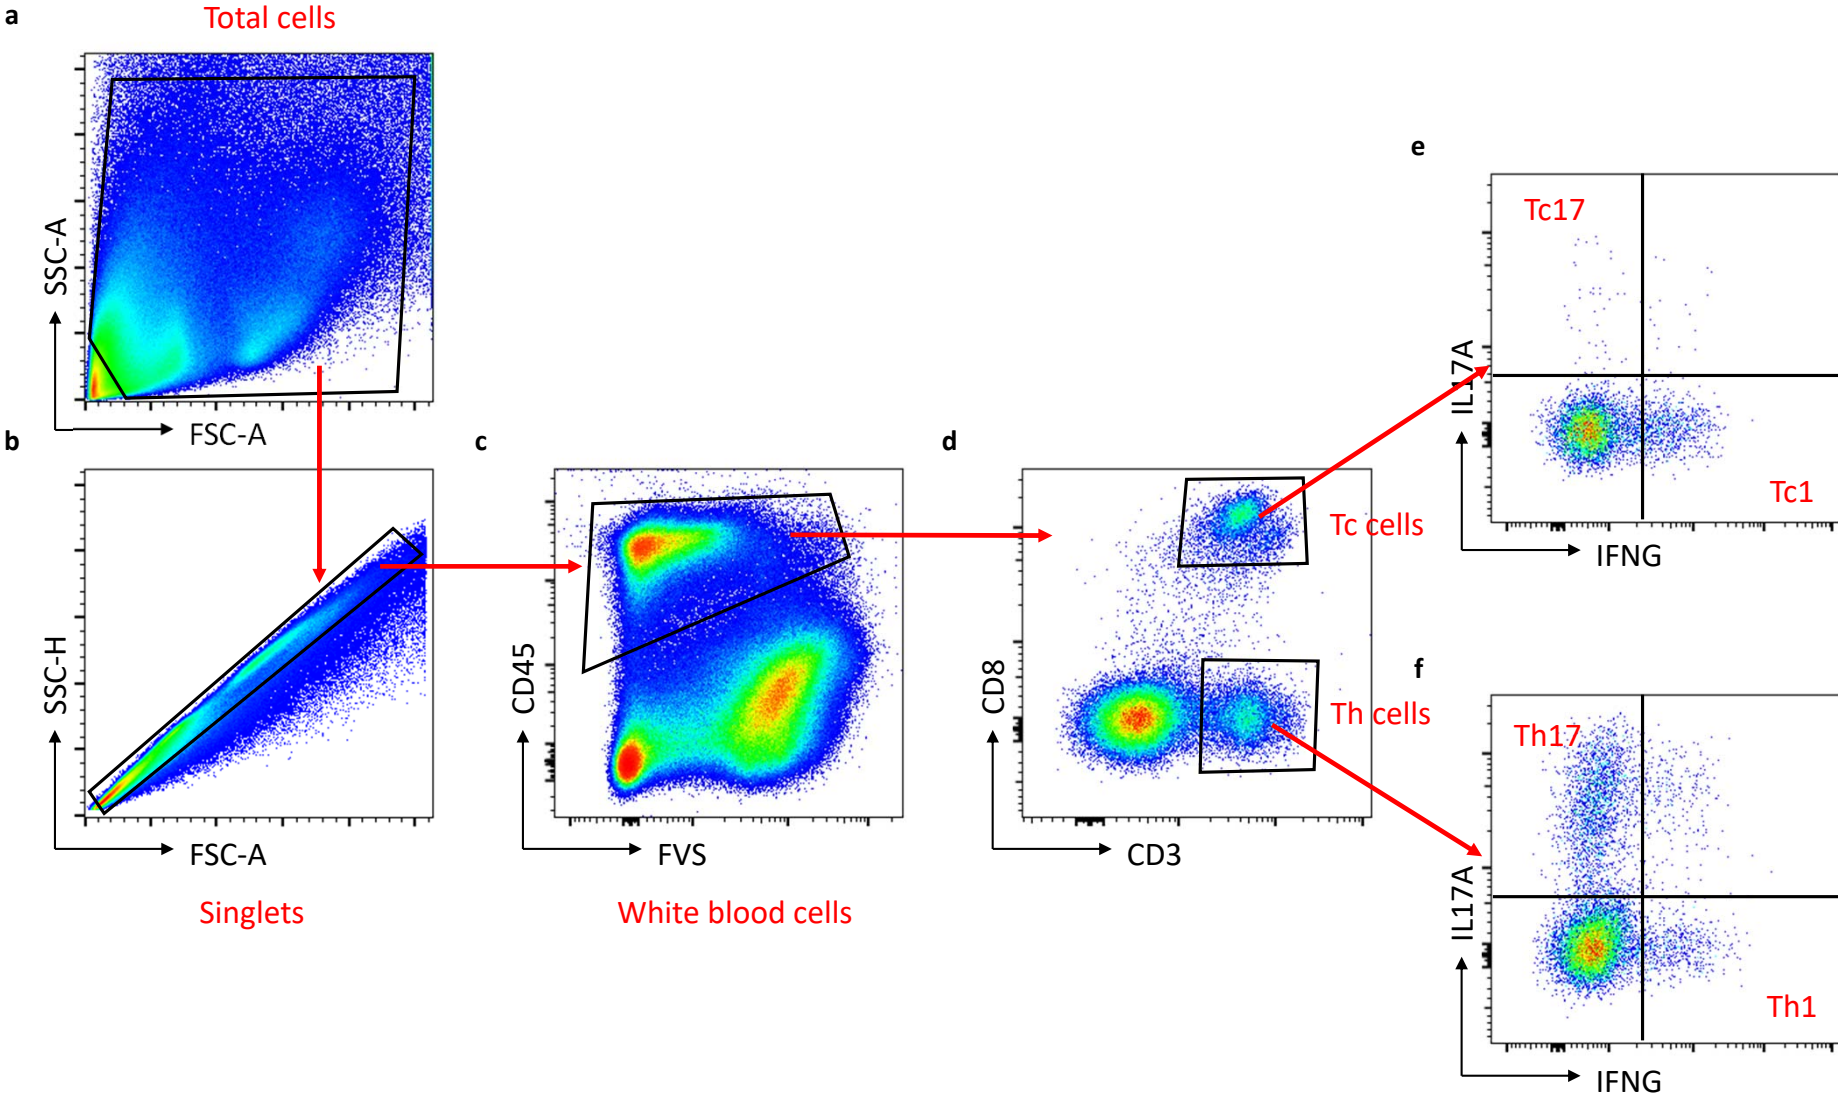 a
Total cells
SSC-A
FSC-A
b
SSC-H
FSC-A
Singlets
c
CD45
FVS
White blood cells
d
CD8
CD3
Tc cells
Th cells
e
Tc17
IL17A
Tc1
IFNG
f
Th17
IL17A
Th1
IFNG